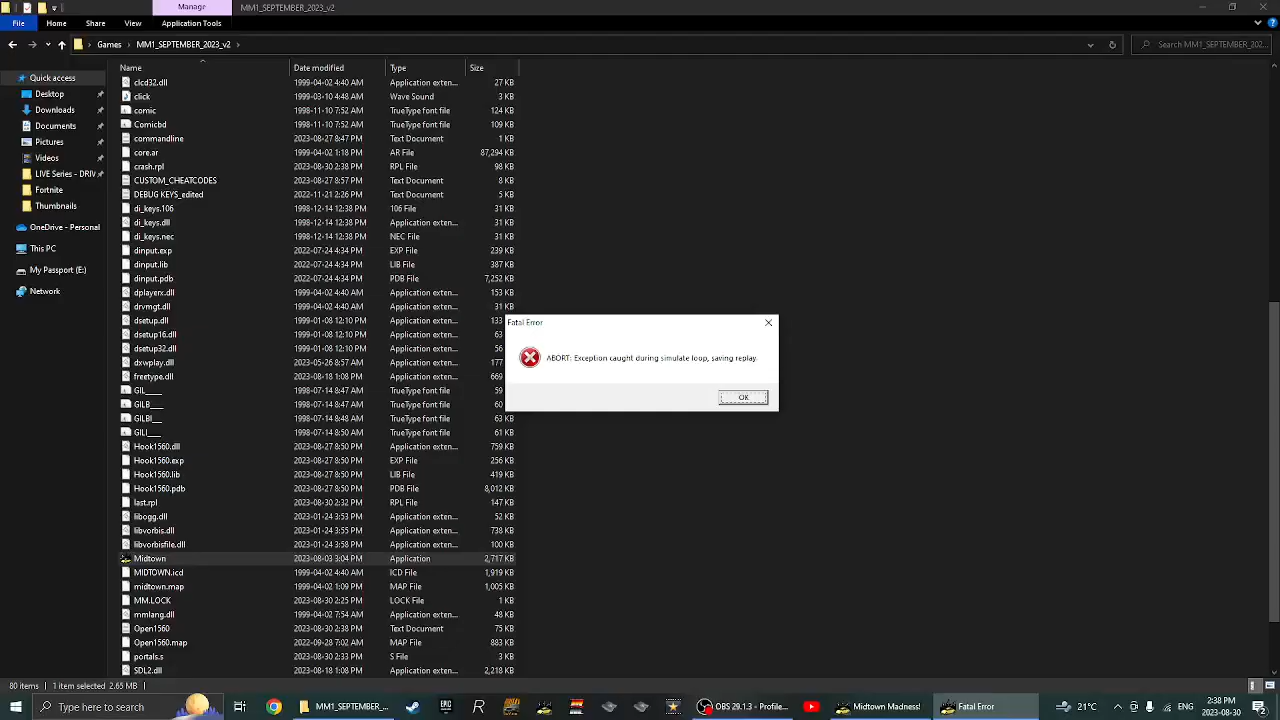 Manage
MM1_SEPTEMBER_2023_v2
File
Home
Share
View
Application Tools
Games › MM1_SEPTEMBER_2023_v2 ›
Search MM1_SEPTEMBER_202...
Quick access
Desktop
Downloads
Documents
Pictures
Videos
LIVE Series - DRIV
Fortnite
Thumbnails
OneDrive - Personal
This PC
My Passport (E:)
Network
Name Date modified Type Size
clcd32.dll 1999-04-02 4:40 AM Application exten... 27 KB
click 1999-03-10 4:48 AM Wave Sound 3 KB
comic 1998-11-10 7:52 AM TrueType font file 124 KB
Comicbd 1998-11-10 7:52 AM TrueType font file 109 KB
commandline 2023-08-27 8:47 PM Text Document 1 KB
core.ar 1999-04-02 1:18 PM AR File 87,294 KB
crash.rpl 2023-08-30 2:38 PM RPL File 98 KB
CUSTOM_CHEATCODES 2023-08-27 8:57 PM Text Document 8 KB
DEBUG KEYS_edited 2022-11-21 2:26 PM Text Document 5 KB
di_keys.106 1998-12-14 12:38 PM 106 File 31 KB
di_keys.dll 1998-12-14 12:38 PM Application exten... 31 KB
di_keys.nec 1998-12-14 12:38 PM NEC File 31 KB
dinput.exp 2022-07-24 4:34 PM EXP File 239 KB
dinput.lib 2022-07-24 4:34 PM LIB File 387 KB
dinput.pdb 2022-07-24 4:34 PM PDB File 7,252 KB
dplayerx.dll 1999-04-02 4:40 AM Application exten... 153 KB
drvmgt.dll 1999-04-02 4:40 AM Application exten... 31 KB
dsetup.dll 1999-01-08 12:10 PM Application exten... 133
dsetup16.dll 1999-01-08 12:10 PM Application exten... 63
dsetup32.dll 1999-01-08 12:10 PM Application exten... 56
dxwplay.dll 2023-05-26 8:37 PM Application exten... 177
freetype.dll 2023-08-18 1:08 PM Application exten... 669
GIL____ 1998-07-14 8:47 AM TrueType font file 59
GILB___ 1998-07-14 8:47 AM TrueType font file 60
GILBI__ 1998-07-14 8:48 AM TrueType font file 63 KB
GILI___ 1998-07-14 8:50 AM TrueType font file 61 KB
Hook1560.dll 2023-08-27 8:50 PM Application exten... 759 KB
Hook1560.exp 2023-08-27 8:50 PM EXP File 256 KB
Hook1560.lib 2023-08-27 8:50 PM LIB File 419 KB
Hook1560.pdb 2023-08-27 8:50 PM PDB File 8,012 KB
last.rpl 2023-08-30 2:32 PM RPL File 147 KB
libogg.dll 2023-01-24 3:53 PM Application exten... 52 KB
libvorbis.dll 2023-01-24 3:55 PM Application exten... 738 KB
libvorbisfile.dll 2023-01-24 3:58 PM Application exten... 100 KB
Midtown 2023-08-03 3:04 PM Application 2,717 KB
MIDTOWN.icd 1999-04-02 4:40 AM ICD File 1,919 KB
midtown.map 1999-04-02 1:09 PM MAP File 1,005 KB
MM.LOCK 2023-08-30 2:25 PM LOCK File 1 KB
mmlang.dll 1999-04-02 7:54 AM Application exten... 48 KB
Open1560 2023-08-30 2:38 PM Text Document 75 KB
Open1560.map 2022-09-28 7:02 AM MAP File 883 KB
portals.s 2023-08-30 2:33 PM S File 3 KB
SDL2.dll 2023-08-18 1:08 PM Application exten... 2,218 KB
Fatal Error
ABORT: Exception caught during simulate loop, saving replay.
OK
80 items 1 item selected 2.65 MB
Type here to search
MM1_SEPTEMBER_...
EPIC
OBS 28.1.3 - Profile...
Midtown Madness!
Fatal Error
21°C
ENG
2:38 PM
2023-08-30
2